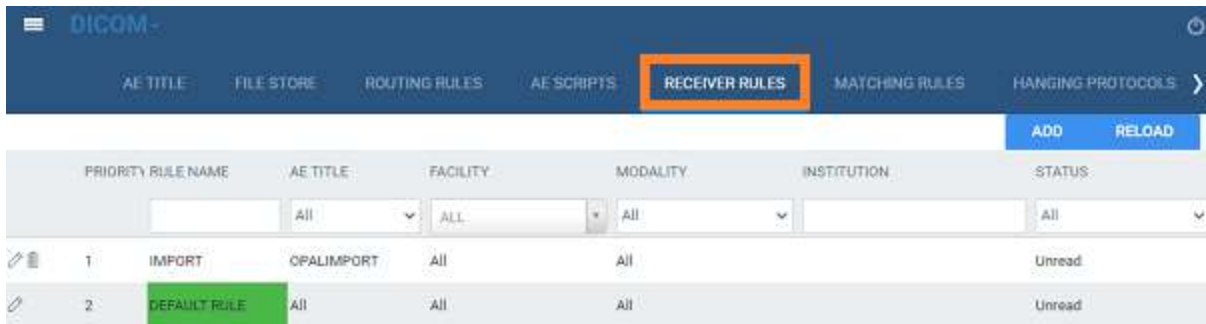 DICOM-
AE TITLE FILE STORE ROUTING RULES AE SCRIPTS RECEIVER RULES MATCHING RULES HANGING PROTOCOLS
ADD RELOAD
PRIORITY RULE NAME AE TITLE FACILITY MODALITY INSTITUTION STATUS
All ALL All All
1 IMPORT OPALIMPORT All All Unread
2 DEFAULT RULE All All All Unread